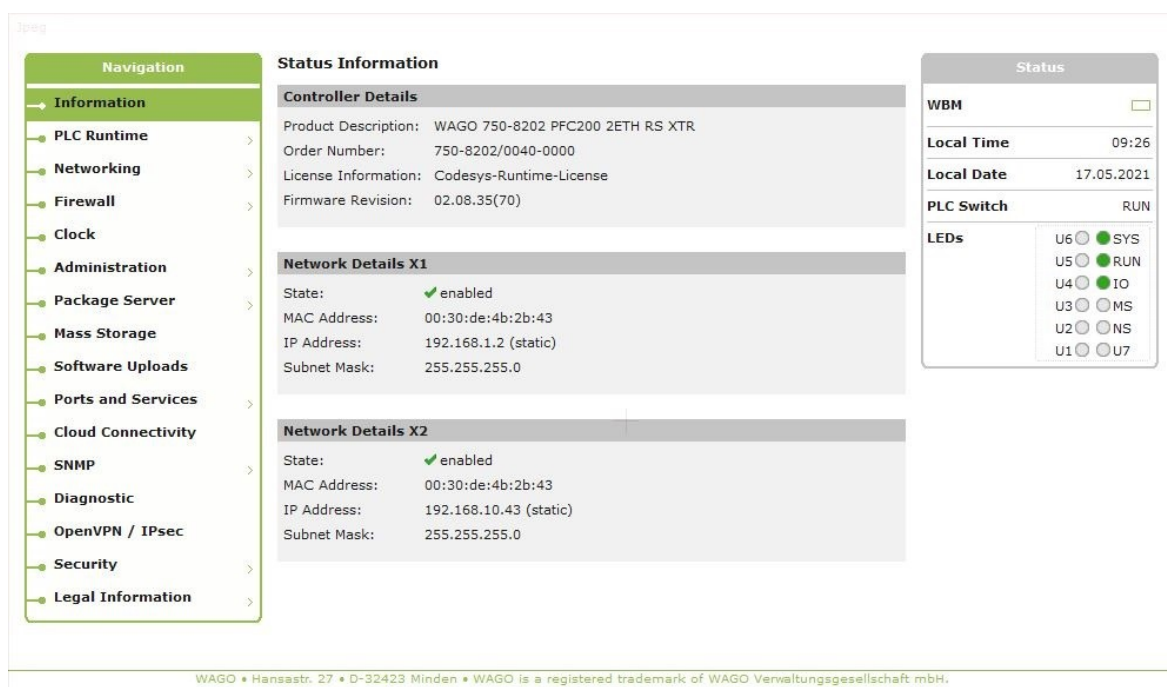 Jpeg
Navigation
Information
PLC Runtime
Networking
Firewall
Clock
Administration
Package Server
Mass Storage
Software Uploads
Ports and Services
Cloud Connectivity
SNMP
Diagnostic
OpenVPN / IPsec
Security
Legal Information
Status Information
Controller Details
Product Description: WAGO 750-8202 PFC200 2ETH RS XTR
Order Number: 750-8202/0040-0000
License Information: Codesys-Runtime-License
Firmware Revision: 02.08.35(70)
Network Details X1
State: enabled
MAC Address: 00:30:de:4b:2b:43
IP Address: 192.168.1.2 (static)
Subnet Mask: 255.255.255.0
Network Details X2
State: enabled
MAC Address: 00:30:de:4b:2b:43
IP Address: 192.168.10.43 (static)
Subnet Mask: 255.255.255.0
Status
WBM
Local Time 09:26
Local Date 17.05.2021
PLC Switch RUN
LEDs U6 SYS
U5 RUN
U4 IO
U3 MS
U2 NS
U1 U7
WAGO • Hansastr. 27 • D-32423 Minden • WAGO is a registered trademark of WAGO Verwaltungsgesellschaft mbH.